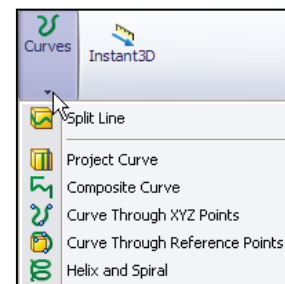 Curves
Instant3D
Split Line
Project Curve
Composite Curve
Curve Through XYZ Points
Curve Through Reference Points
Helix and Spiral